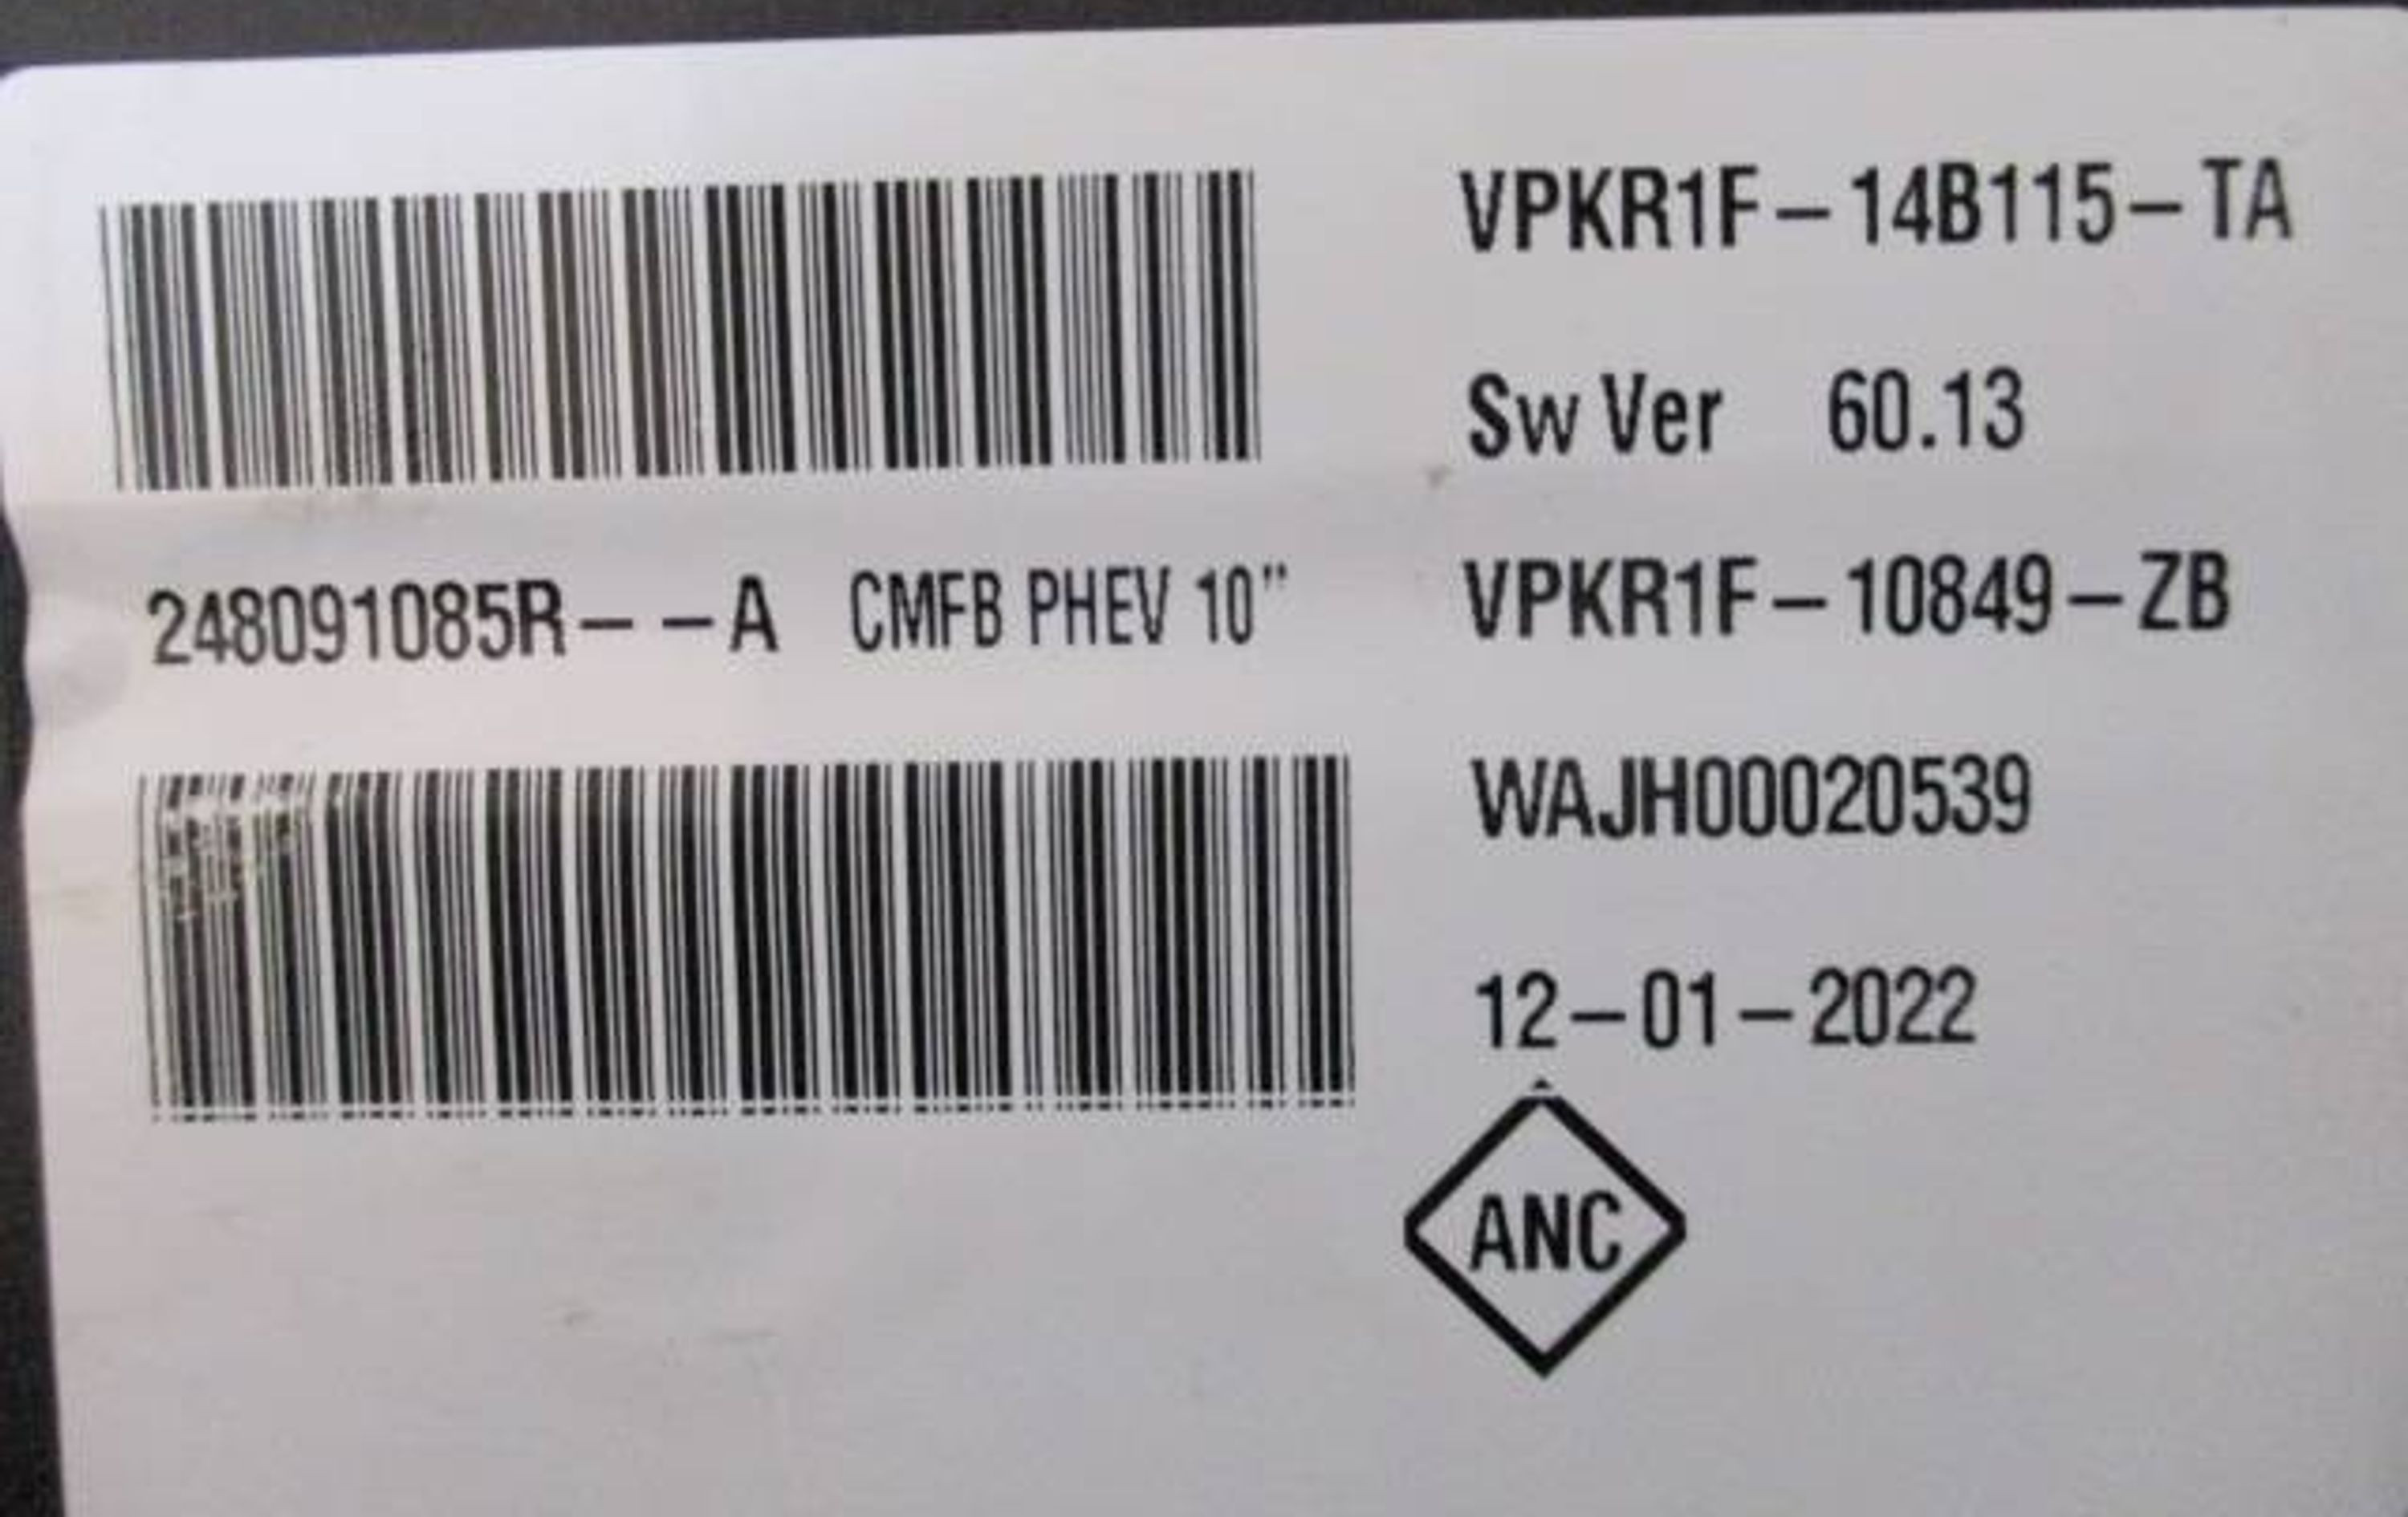 VPKR1F-14B115-TA
Sw Ver 60.13
248091085R--A CMFB PHEV 10"
VPKR1F-10849-ZB
WAJH00020539
12-01-2022
ANC